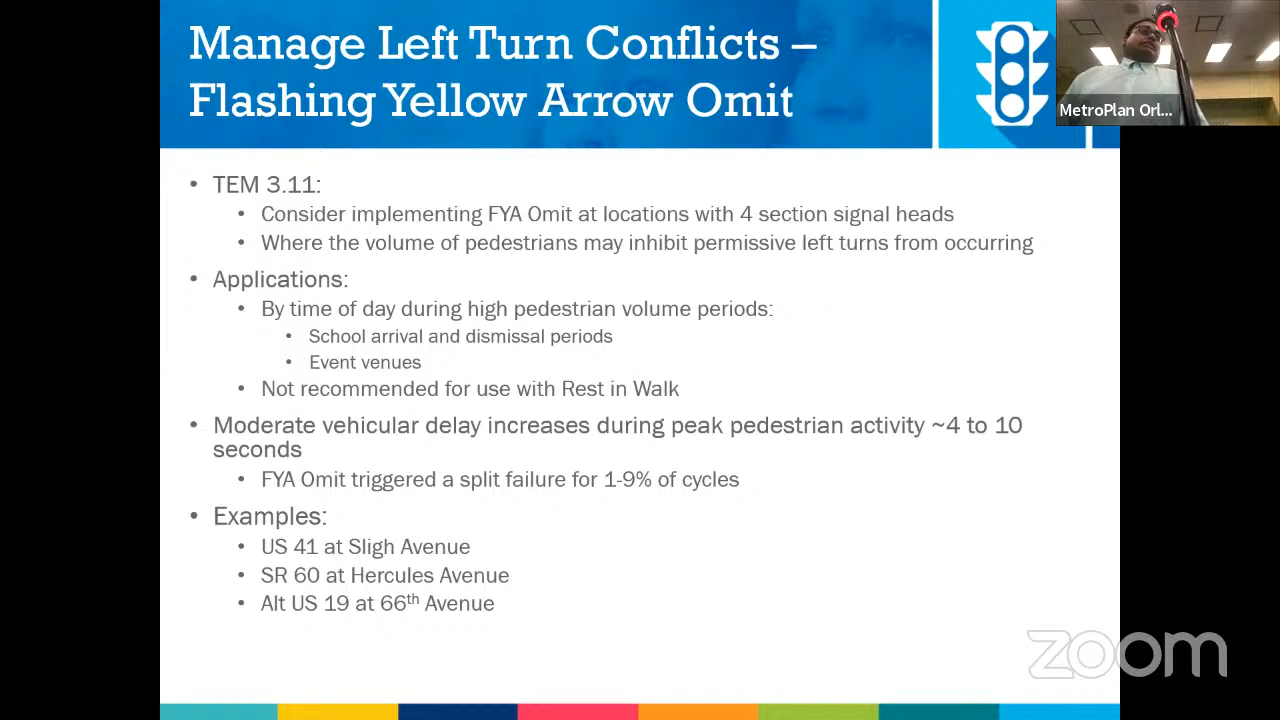 Manage Left Turn Conflicts –
Flashing Yellow Arrow Omit
MetroPlan Orl...
• TEM 3.11:
• Consider implementing FYA Omit at locations with 4 section signal heads
• Where the volume of pedestrians may inhibit permissive left turns from occurring
• Applications:
• By time of day during high pedestrian volume periods:
• School arrival and dismissal periods
• Event venues
• Not recommended for use with Rest in Walk
• Moderate vehicular delay increases during peak pedestrian activity ~4 to 10
seconds
• FYA Omit triggered a split failure for 1-9% of cycles
• Examples:
• US 41 at Sligh Avenue
• SR 60 at Hercules Avenue
• Alt US 19 at 66th Avenue
zoom